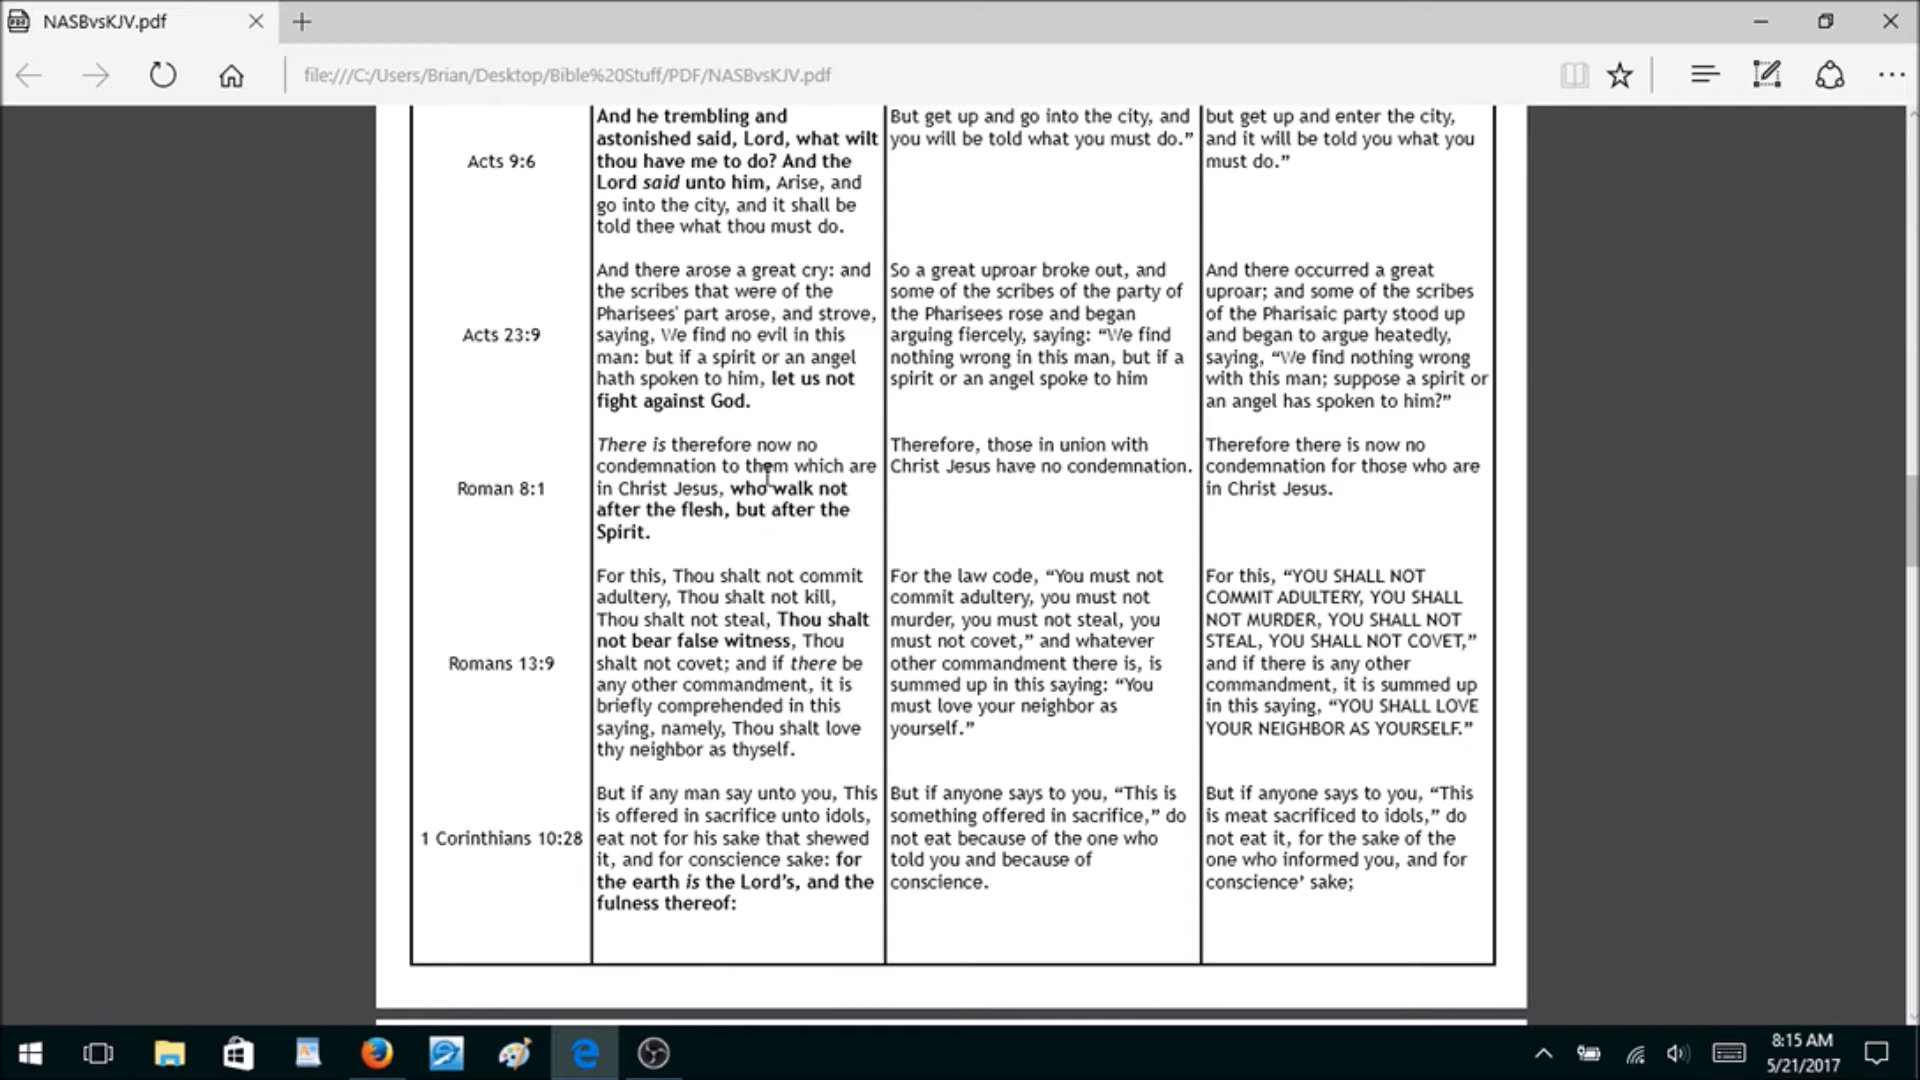 NASBvsKJV.pdf
file:///C:/Users/Brian/Desktop/Bible%20Stuff/PDF/NASBvsKJV.pdf
Acts 9:6
And he trembling and
astonished said, Lord, what wilt
thou have me to do? And the
Lord said unto him, Arise, and
go into the city, and it shall be
told thee what thou must do.
But get up and go into the city, and
you will be told what you must do.”
but get up and enter the city,
and it will be told you what you
must do.”
Acts 23:9
And there arose a great cry: and
the scribes that were of the
Pharisees' part arose, and strove,
saying, We find no evil in this
man: but if a spirit or an angel
hath spoken to him, let us not
fight against God.
So a great uproar broke out, and
some of the scribes of the party of
the Pharisees rose and began
arguing fiercely, saying: “We find
nothing wrong in this man, but if a
spirit or an angel spoke to him
And there occurred a great
uproar; and some of the scribes
of the Pharisaic party stood up
and began to argue heatedly,
saying, “We find nothing wrong
with this man; suppose a spirit or
an angel has spoken to him?”
Roman 8:1
There is therefore now no
condemnation to them which are
in Christ Jesus, who walk not
after the flesh, but after the
Spirit.
Therefore, those in union with
Christ Jesus have no condemnation.
Therefore there is now no
condemnation for those who are
in Christ Jesus.
Romans 13:9
For this, Thou shalt not commit
adultery, Thou shalt not kill,
Thou shalt not steal, Thou shalt
not bear false witness, Thou
shalt not covet; and if there be
any other commandment, it is
briefly comprehended in this
saying, namely, Thou shalt love
thy neighbor as thyself.
For the law code, “You must not
commit adultery, you must not
murder, you must not steal, you
must not covet,” and whatever
other commandment there is, is
summed up in this saying: “You
must love your neighbor as
yourself.”
For this, “YOU SHALL NOT
COMMIT ADULTERY, YOU SHALL
NOT MURDER, YOU SHALL NOT
STEAL, YOU SHALL NOT COVET,”
and if there is any other
commandment, it is summed up
in this saying, “YOU SHALL LOVE
YOUR NEIGHBOR AS YOURSELF.”
1 Corinthians 10:28
But if any man say unto you, This
is offered in sacrifice unto idols,
eat not for his sake that shewed
it, and for conscience sake: for
the earth is the Lord’s, and the
fulness thereof:
But if anyone says to you, “This is
something offered in sacrifice,” do
not eat because of the one who
told you and because of
conscience.
But if anyone says to you, “This
is meat sacrificed to idols,” do
not eat it, for the sake of the
one who informed you, and for
conscience’ sake;
8:15 AM
5/21/2017